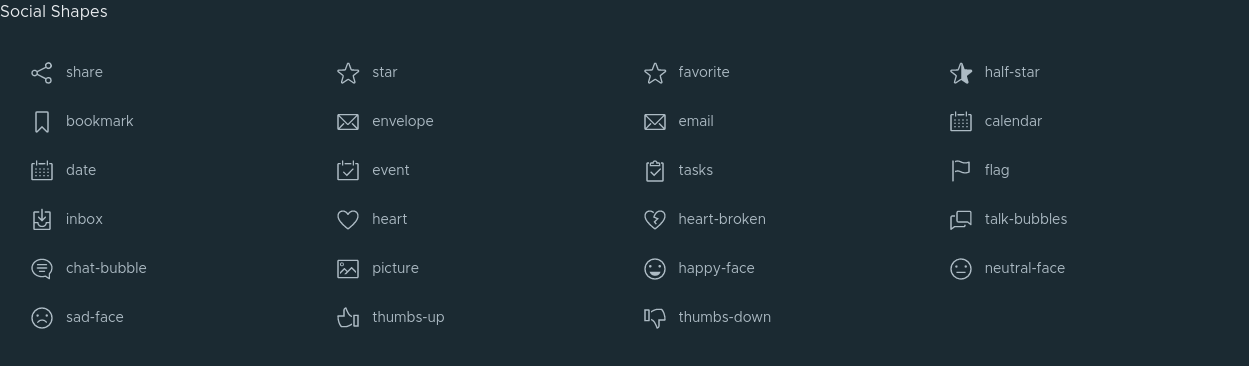 Social Shapes
share star favorite half-star
bookmark envelope email calendar
date event tasks flag
inbox heart heart-broken talk-bubbles
chat-bubble picture happy-face neutral-face
sad-face thumbs-up thumbs-down